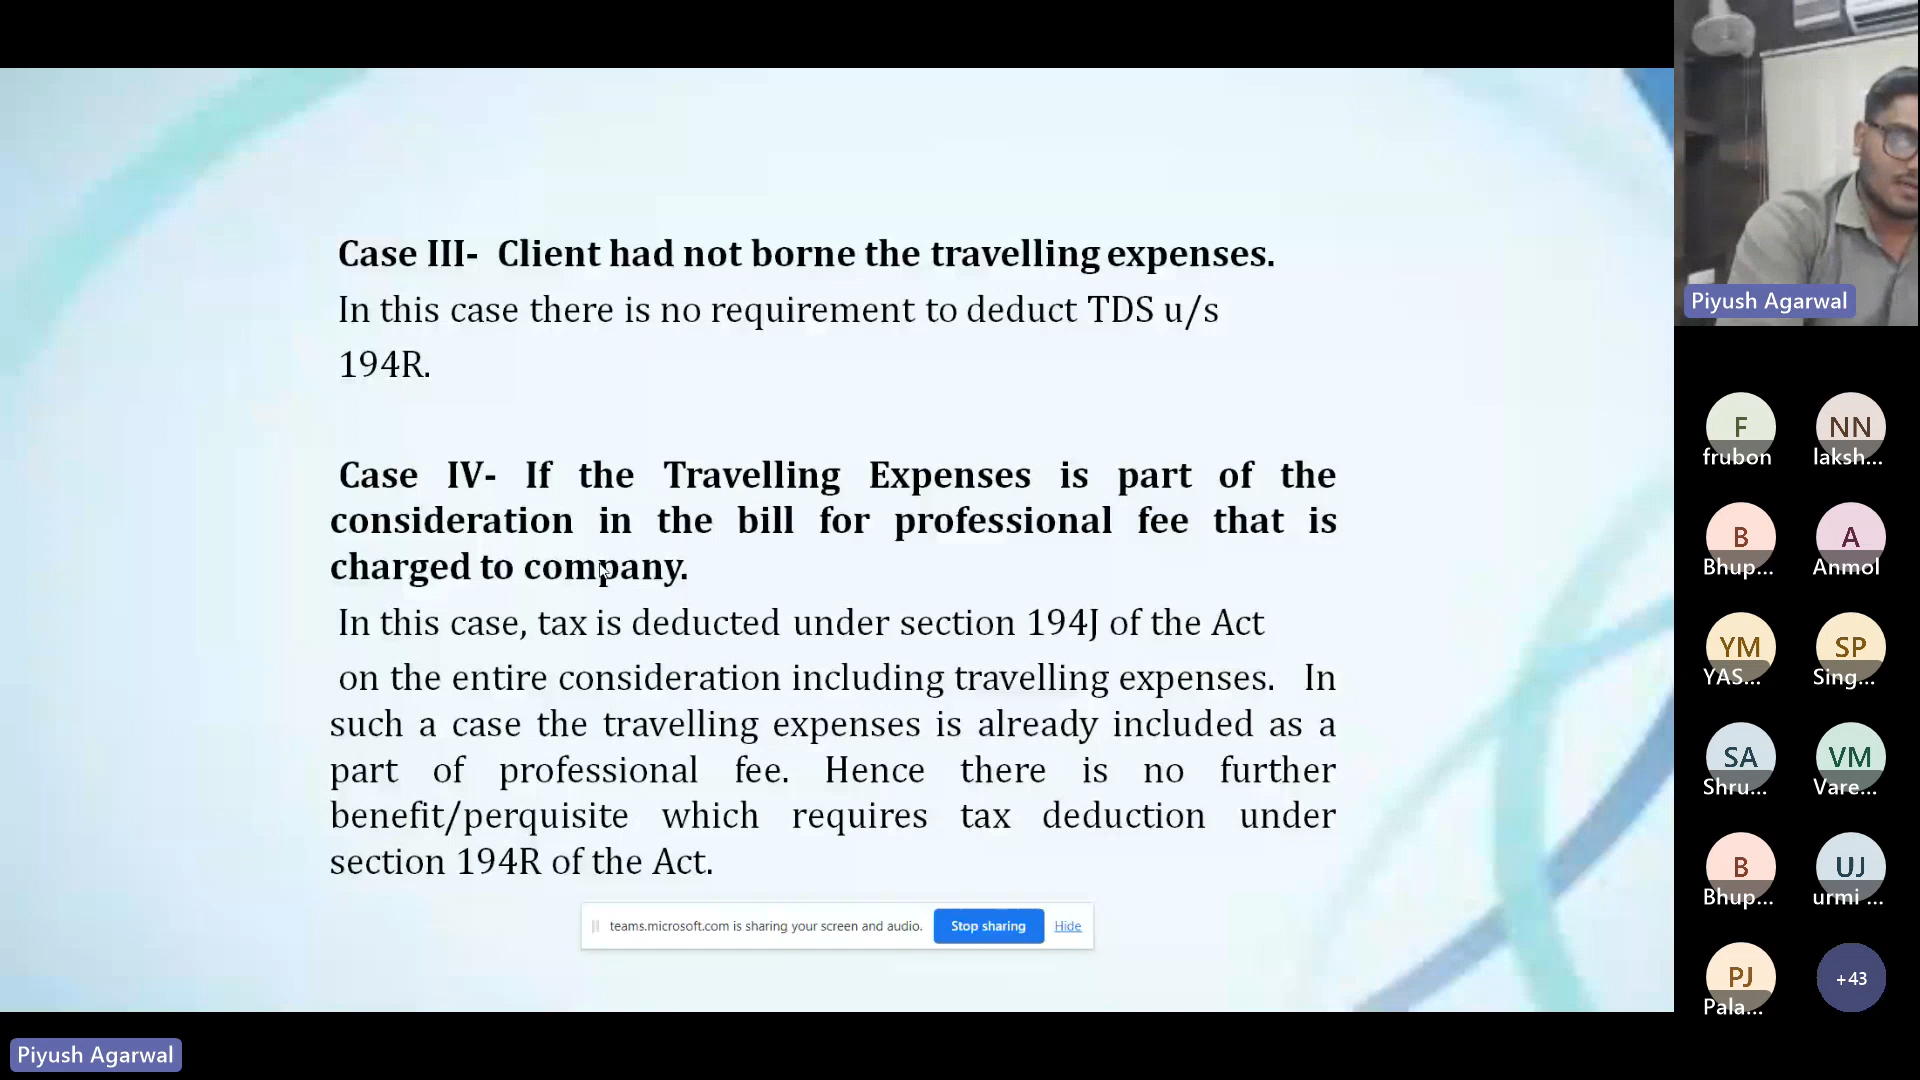 Case III- Client had not borne the travelling expenses.
In this case there is no requirement to deduct TDS u/s
194R.
Case IV- If the Travelling Expenses is part of the
consideration in the bill for professional fee that is
charged to company.
In this case, tax is deducted under section 194J of the Act
on the entire consideration including travelling expenses. In
such a case the travelling expenses is already included as a
part of professional fee. Hence there is no further
benefit/perquisite which requires tax deduction under
section 194R of the Act.
teams.microsoft.com is sharing your screen and audio. Stop sharing Hide
Piyush Agarwal
Piyush Agarwal
F NN
frubon laksh...
B A
Bhup... Anmol
YM SP
YAS... Sing...
SA VM
Shru... Vare...
B UJ
Bhup... urmi ...
PJ +43
Pala...